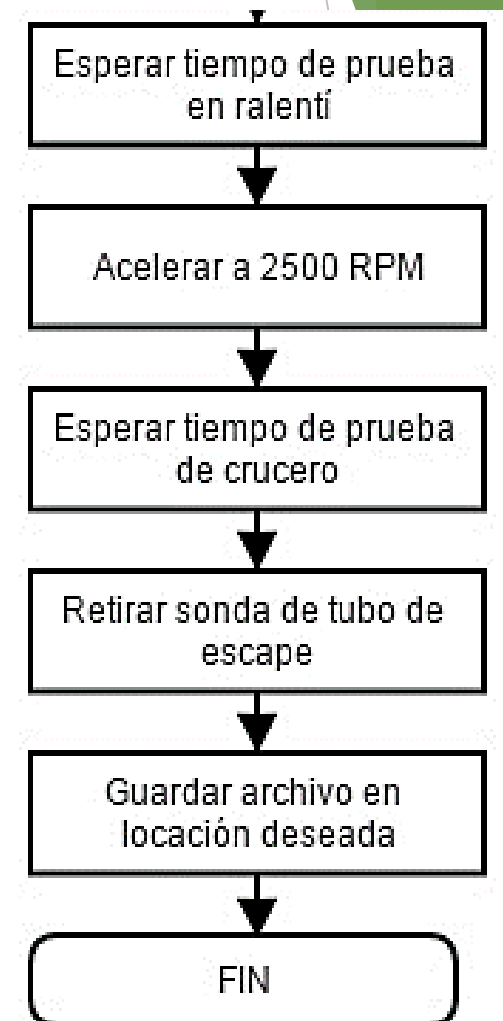 Esperar tiempo de prueba
en ralentí
Acelerar a 2500 RPM
Esperar tiempo de prueba
de crucero
Retirar sonda de tubo de
escape
Guardar archivo en
locación deseada
FIN